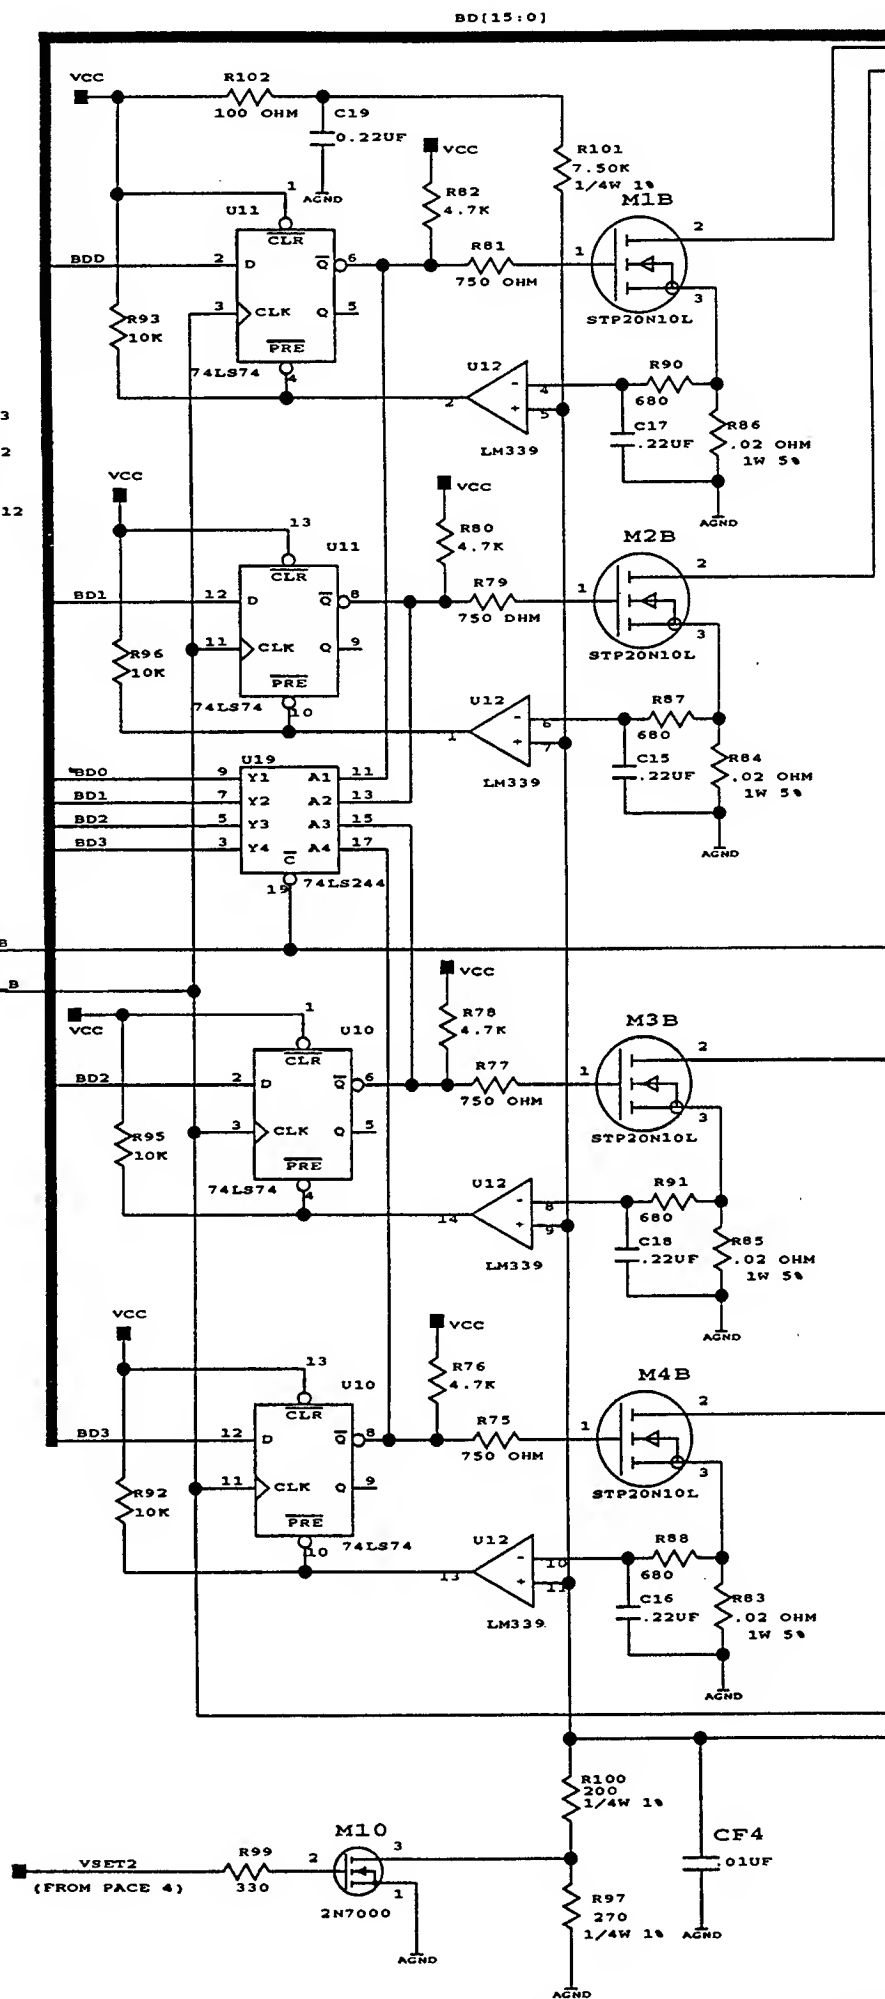 BD[15:0]
VCC
R102
100 OHM
C19
0.22UF
AGND
VCC
R82
4.7K
R101
7.50K
1/4W 1%
M1B
1
2
3
STP20N10L
U11
1
CLR
BDD
2
D
Q
6
3
CLK
Q
5
PRE
4
74LS74
R93
10K
R81
750 OHM
U12
2
-
4
+
5
LM339
R90
680
C17
.22UF
R86
.02 OHM
1W 5%
AGND
3
2
12
VCC
13
U11
CLR
BD1
12
D
Q
8
11
CLK
Q
9
PRE
10
74LS74
R96
10K
VCC
R80
4.7K
R79
750 DHM
M2B
1
2
3
STP20N10L
U12
1
-
6
+
7
LM339
R87
680
C15
.22UF
R84
.02 OHM
1W 5%
AGND
U19
BD0
9
Y1
A1
11
BD1
7
Y2
A2
13
BD2
5
Y3
A3
15
BD3
3
Y4
A4
17
C
19
74LS244
B
B
VCC
1
U10
CLR
BD2
2
D
Q
6
3
CLK
Q
5
PRE
4
74LS74
R95
10K
VCC
R78
4.7K
R77
750 OHM
M3B
1
2
3
STP20N10L
U12
14
-
8
+
9
LM339
R91
680
C18
.22UF
R85
.02 OHM
1W 5%
AGND
VCC
13
U10
CLR
BD3
12
D
Q
8
11
CLK
Q
9
PRE
10
74LS74
R92
10K
VCC
R76
4.7K
R75
750 OHM
M4B
1
2
3
STP20N10L
U12
13
-
10
+
11
LM339
R88
680
C16
.22UF
R83
.02 OHM
1W 5%
AGND
R100
200
1/4W 1%
CF4
.01UF
AGND
M10
VSET2
(FROM PAGE 4)
R99
330
2
3
1
2N7000
AGND
R97
270
1/4W 1%
AGND